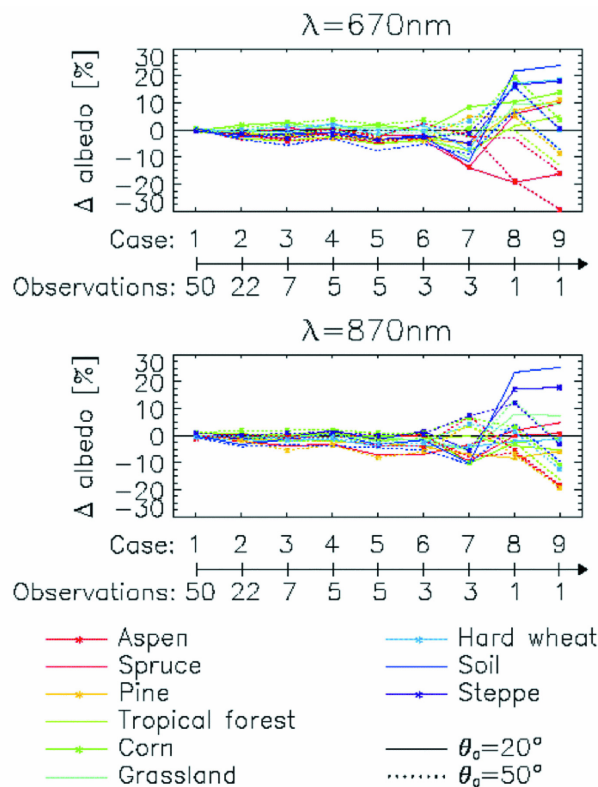 λ=670nm
Δ albedo [%]
30
20
10
0
-10
-20
-30
Case: 1 2 3 4 5 6 7 8 9
Observations: 50 22 7 5 5 3 3 1 1
λ=870nm
Δ albedo [%]
30
20
10
0
-10
-20
-30
Case: 1 2 3 4 5 6 7 8 9
Observations: 50 22 7 5 5 3 3 1 1
Aspen
Spruce
Pine
Tropical forest
Corn
Grassland
Hard wheat
Soil
Steppe
θ₀=20°
θ₀=50°